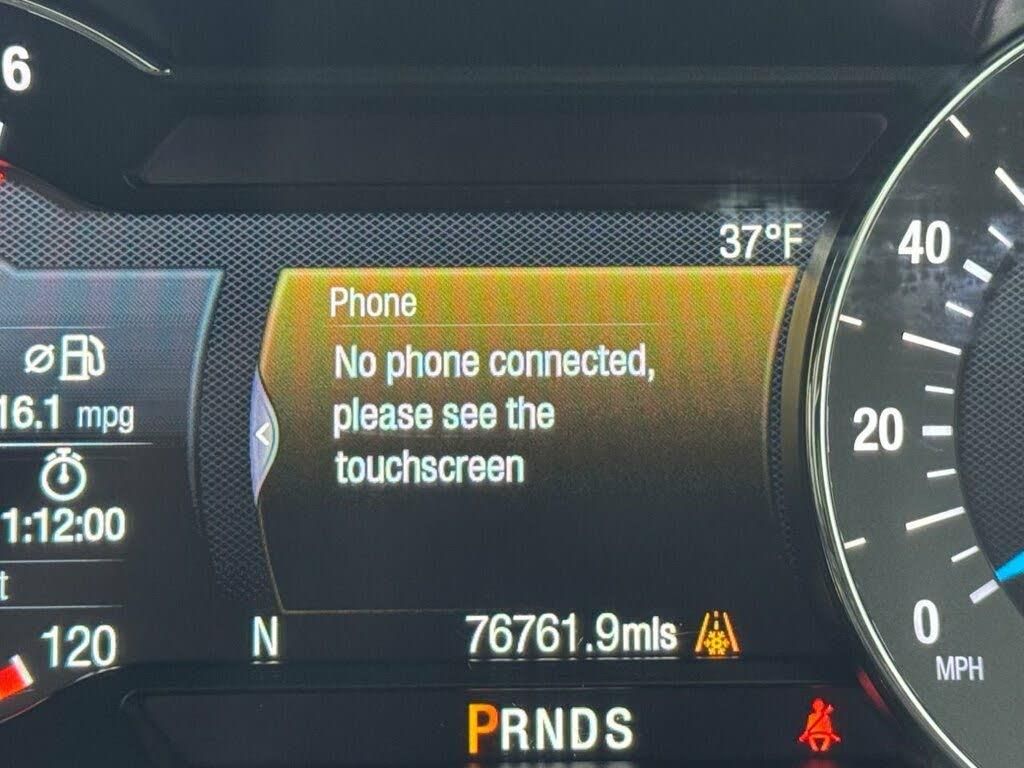 6
37°F
40
Phone
No phone connected,
please see the
touchscreen
16.1 mpg
20
1:12:00
t
120
N
76761.9mls
0
MPH
PRNDS